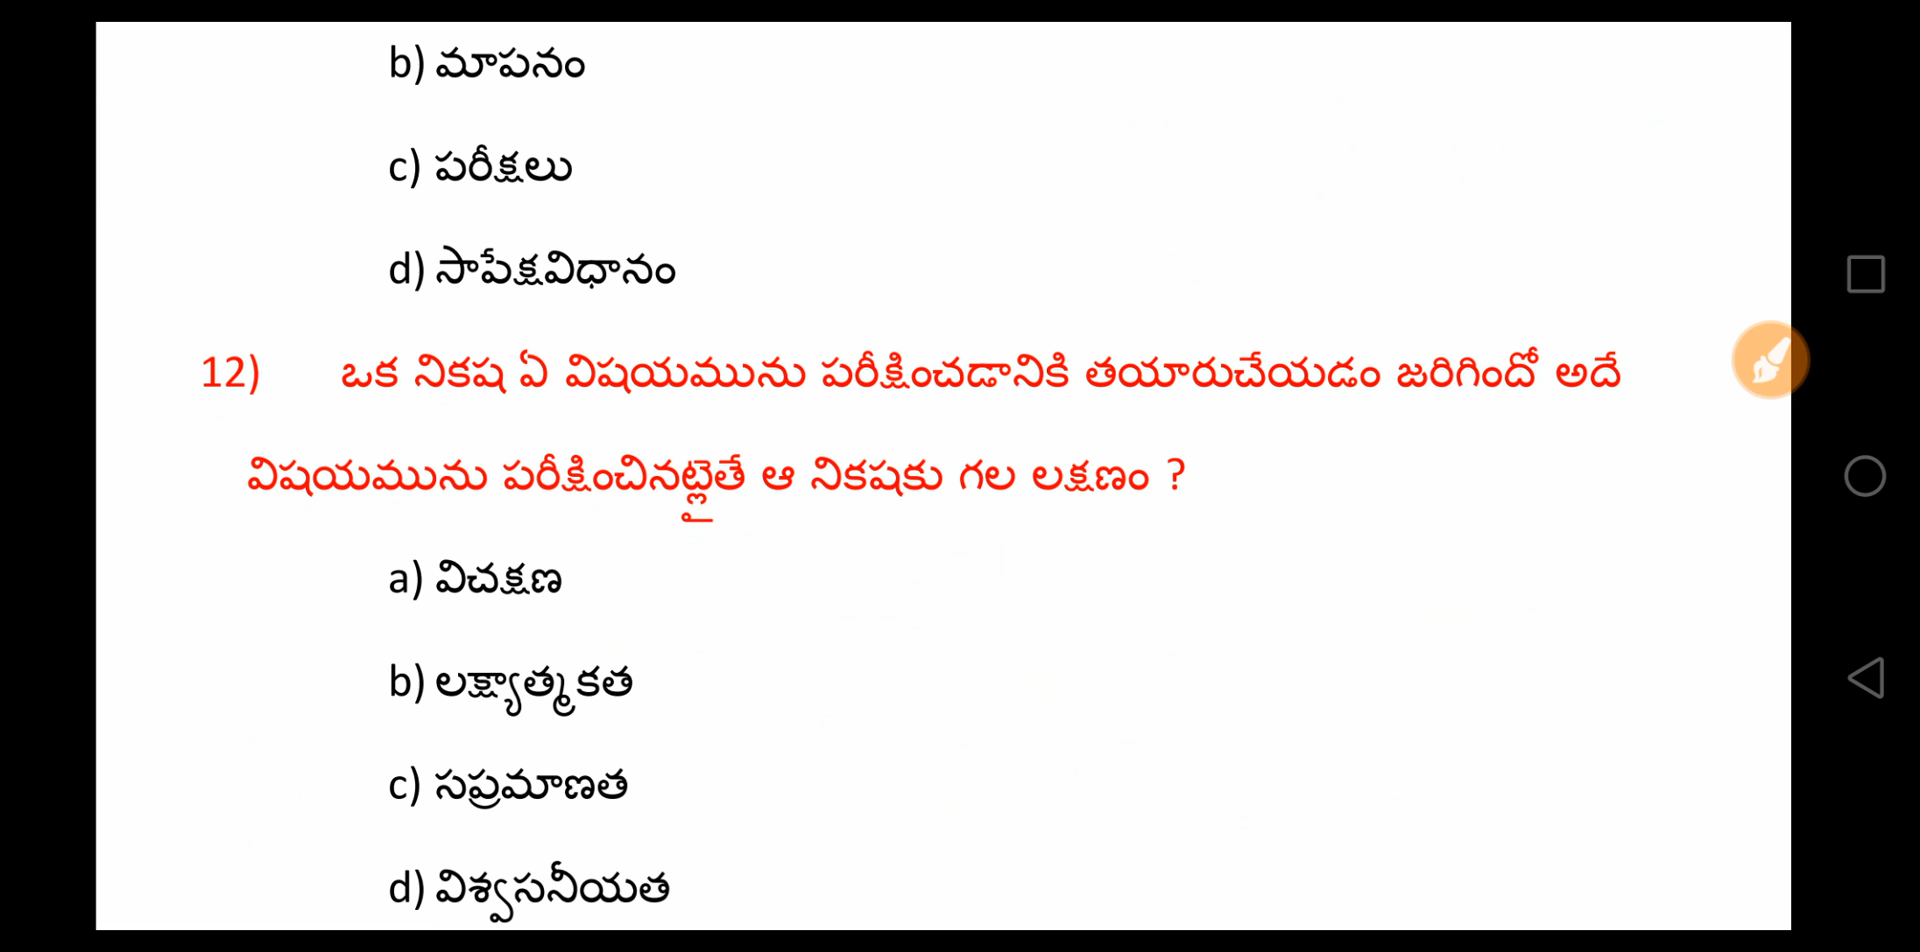 b) మాపనం
c) పరీక్షలు
d) సాపేక్షవిధానం
12) ఒక నికష ఏ విషయమును పరీక్షించడానికి తయారుచేయడం జరిగిందో అదే
విషయమును పరీక్షించినట్లైతే ఆ నికషకు గల లక్షణం ?
a) విచక్షణ
b) లక్ష్యాత్మకత
c) సప్రమాణత
d) విశ్వసనీయత